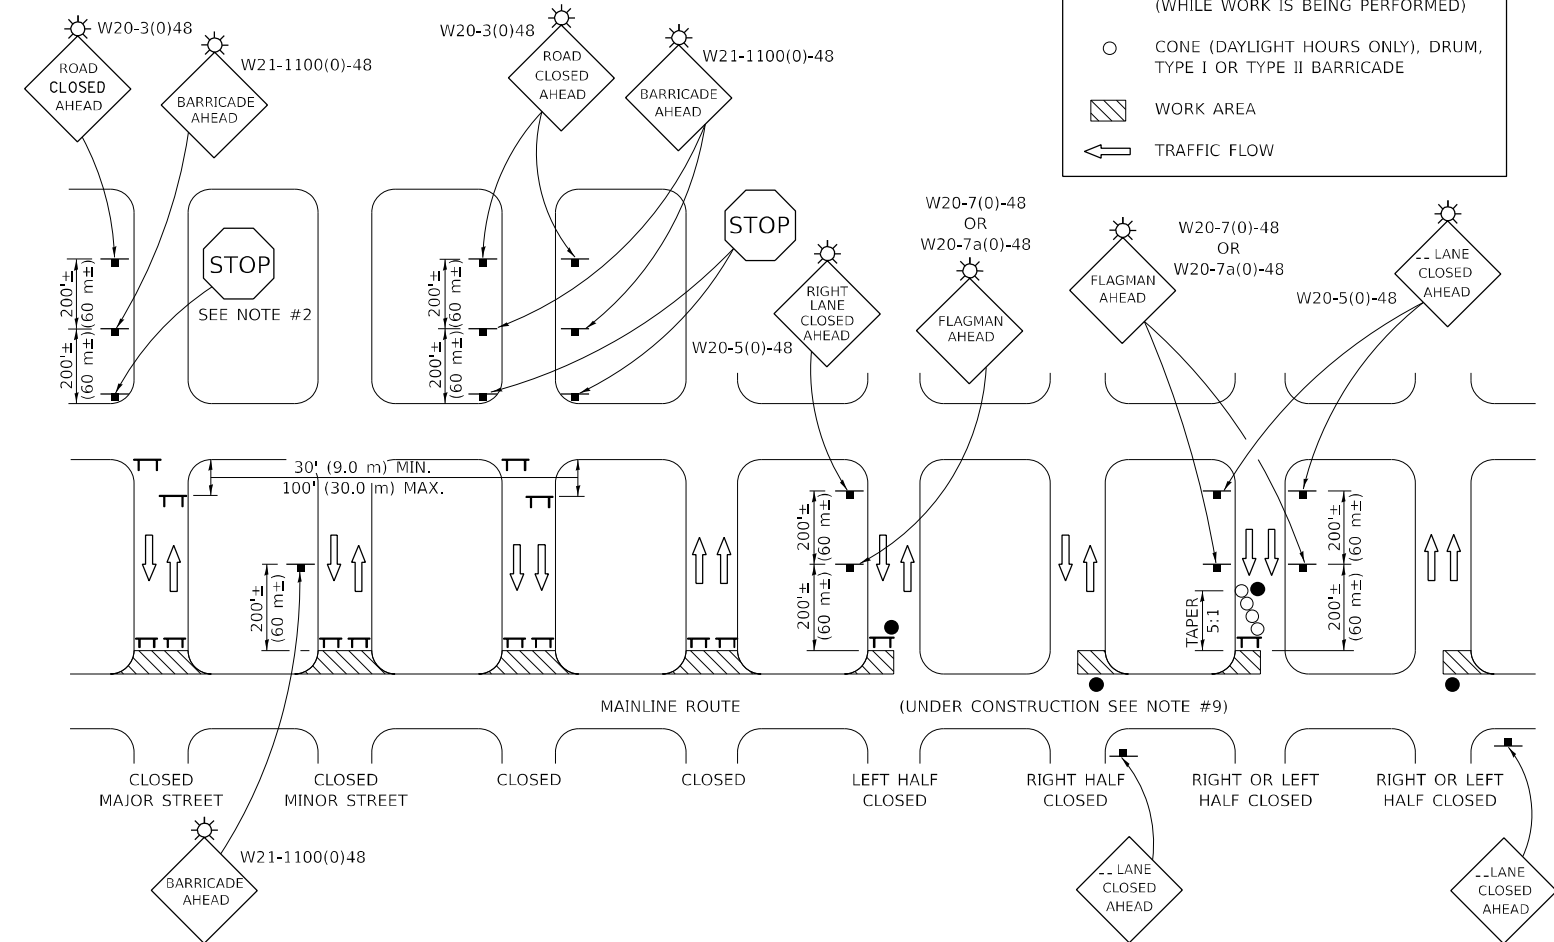 (WHILE WORK IS BEING PERFORMED)
CONE (DAYLIGHT HOURS ONLY), DRUM,
TYPE I OR TYPE II BARRICADE
WORK AREA
TRAFFIC FLOW
W20-3(0)48
ROAD
CLOSED
AHEAD
W21-1100(0)-48
BARRICADE
AHEAD
W20-3(0)48
ROAD
CLOSED
AHEAD
W21-1100(0)-48
BARRICADE
AHEAD
STOP
SEE NOTE #2
STOP
W20-5(0)-48
RIGHT
LANE
CLOSED
AHEAD
W20-7(0)-48
OR
W20-7a(0)-48
FLAGMAN
AHEAD
FLAGMAN
AHEAD
W20-7(0)-48
OR
W20-7a(0)-48
W20-5(0)-48
-- LANE
CLOSED
AHEAD
200'±
(60 m±)
200'±
(60 m±)
200'±
(60 m±)
200'±
(60 m±)
30' (9.0 m) MIN.
100' (30.0 m) MAX.
200'±
(60 m±)
200'±
(60 m±)
200'±
(60 m±)
TAPER
5:1
200'±
(60 m±)
200'±
(60 m±)
MAINLINE ROUTE
(UNDER CONSTRUCTION SEE NOTE #9)
CLOSED
MAJOR STREET
CLOSED
MINOR STREET
CLOSED
CLOSED
LEFT HALF
CLOSED
RIGHT HALF
CLOSED
RIGHT OR LEFT
HALF CLOSED
RIGHT OR LEFT
HALF CLOSED
W21-1100(0)48
BARRICADE
AHEAD
-- LANE
CLOSED
AHEAD
--LANE
CLOSED
AHEAD